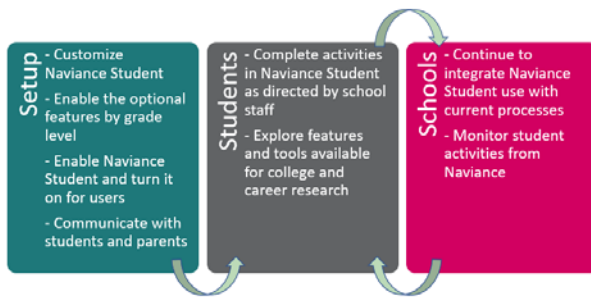 Setup
- Customize
Naviance Student
- Enable the optional
features by grade
level
- Enable Naviance
Student and turn it
on for users
- Communicate with
students and parents
Students
- Complete activities
in Naviance Student
as directed by school
staff
- Explore features
and tools available
for college and
career research
Schools
- Continue to
integrate Naviance
Student use with
current processes
- Monitor student
activities from
Naviance